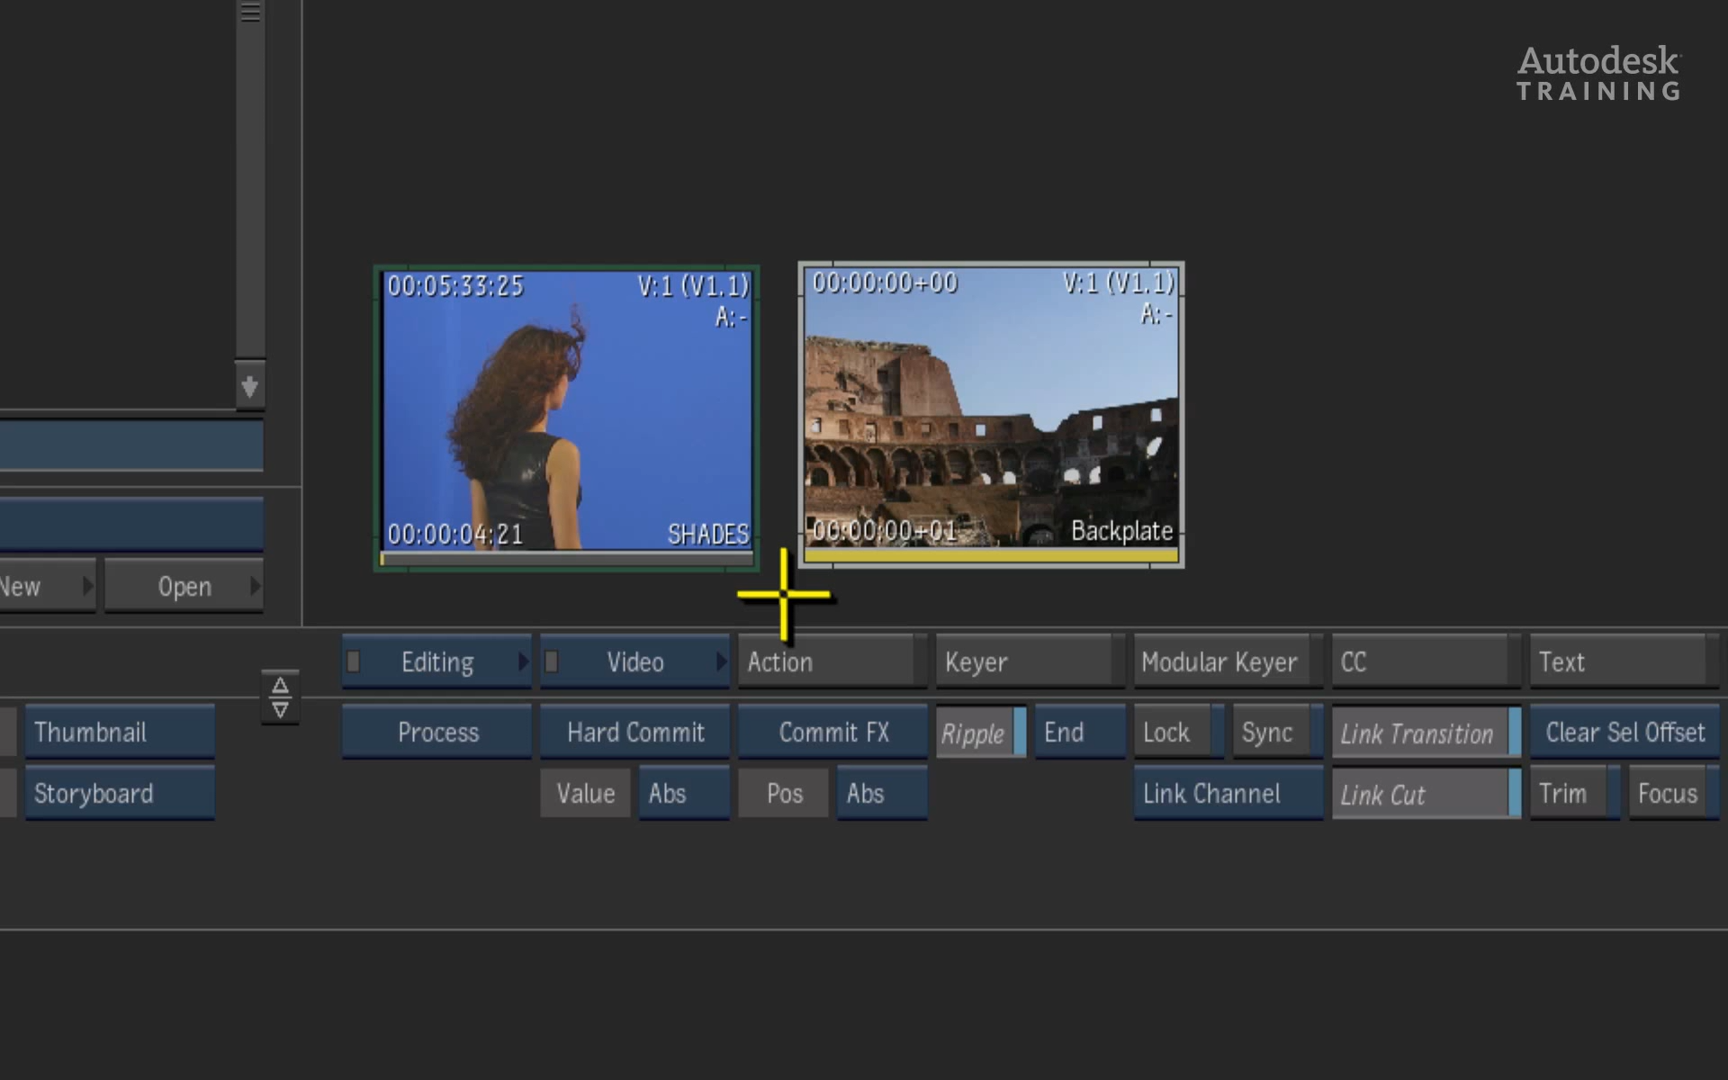 Autodesk
TRAINING
00:05:33:25
V:1 (V1.1)
A:-
00:00:04:21
SHADES
00:00:00+00
V:1 (V1.1)
A:-
00:00:00+01
Backplate
New
Open
Editing
Video
Action
Keyer
Modular Keyer
CC
Text
Thumbnail
Process
Hard Commit
Commit FX
Ripple
End
Lock
Sync
Link Transition
Clear Sel Offset
Storyboard
Value
Abs
Pos
Abs
Link Channel
Link Cut
Trim
Focus